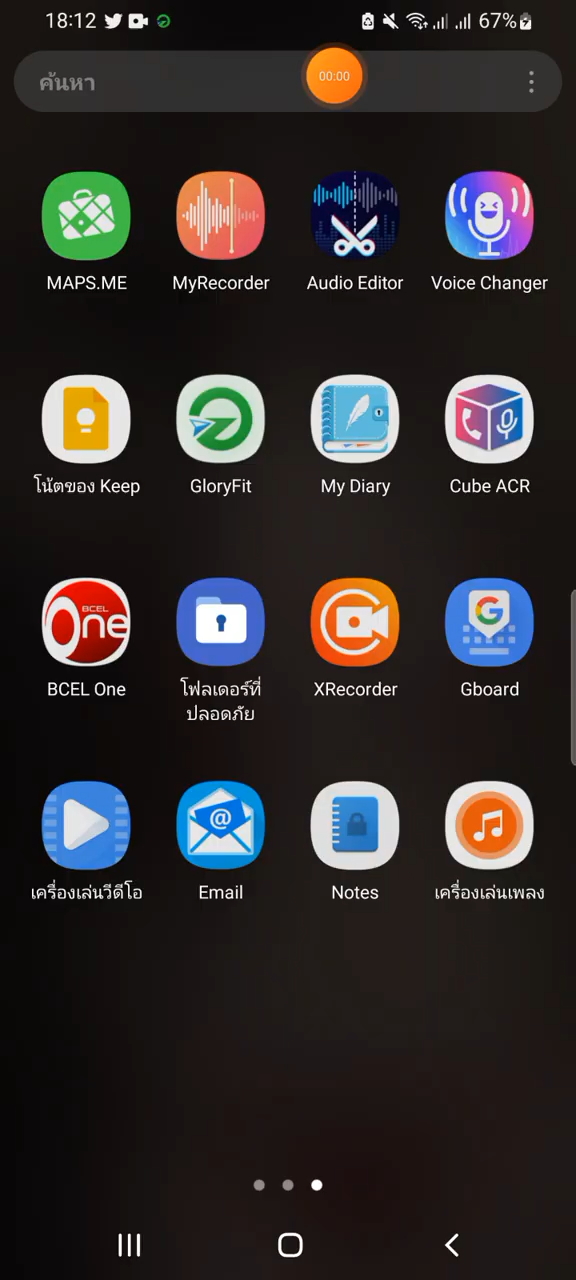 18:12
67%
ค้นหา
00:00
MAPS.ME
MyRecorder
Audio Editor
Voice Changer
โน้ตของ Keep
GloryFit
My Diary
Cube ACR
BCEL
One
G
BCEL One
โฟลเดอร์ที่
ปลอดภัย
XRecorder
Gboard
@
เครื่องเล่นวีดีโอ
Email
Notes
เครื่องเล่นเพลง